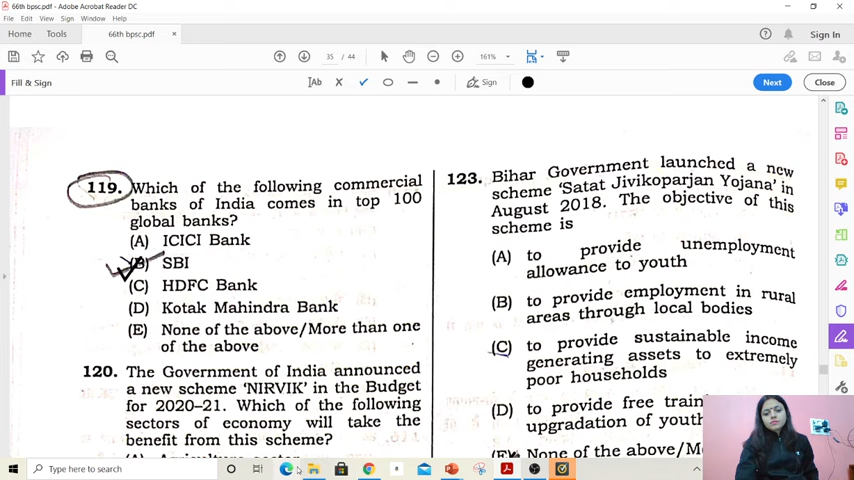 66th bpsc.pdf - Adobe Acrobat Reader DC
File Edit View Sign Window Help
Home Tools 66th bpsc.pdf × Sign In
35 / 44 161%
Fill & Sign Ab Sign Next Close
119. Which of the following commercial
banks of India comes in top 100
global banks?
(A) ICICI Bank
(B) SBI
(C) HDFC Bank
(D) Kotak Mahindra Bank
(E) None of the above/More than one
of the above
120. The Government of India announced
a new scheme 'NIRVIK' in the Budget
for 2020–21. Which of the following
sectors of economy will take the
benefit from this scheme?
(A) Agriculture sector
123. Bihar Government launched a new
scheme 'Satat Jivikoparjan Yojana' in
August 2018. The objective of this
scheme is
(A) to provide unemployment
allowance to youth
(B) to provide employment in rural
areas through local bodies
(C) to provide sustainable income
generating assets to extremely
poor households
(D) to provide free
upgradation of
(E) None of the above/
Type here to search